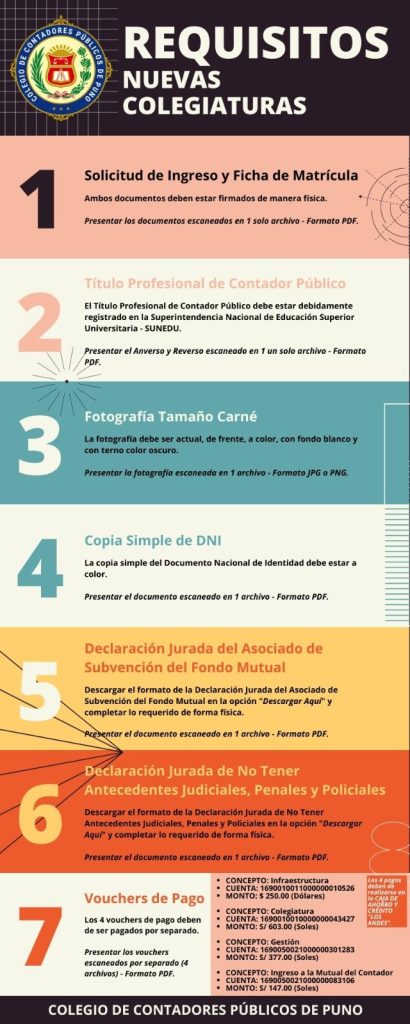 COLEGIO DE CONTADORES PÚBLICOS DE PUNO
REQUISITOS
NUEVAS
COLEGIATURAS
1
Solicitud de Ingreso y Ficha de Matrícula
Ambos documentos deben estar firmados de manera física.
Presentar los documentos escaneados en 1 solo archivo - Formato PDF.
2
Título Profesional de Contador Público
El Título Profesional de Contador Público debe estar debidamente
registrado en la Superintendencia Nacional de Educación Superior
Universitaria - SUNEDU.
Presentar el Anverso y Reverso escaneado en 1 un solo archivo - Formato
PDF.
3
Fotografía Tamaño Carné
La fotografía debe ser actual, de frente, a color, con fondo blanco y
con terno color oscuro.
Presentar la fotografía escaneada en 1 archivo - Formato JPG o PNG.
4
Copia Simple de DNI
La copia simple del Documento Nacional de Identidad debe estar a
color.
Presentar el documento escaneado en 1 archivo - Formato PDF.
5
Declaración Jurada del Asociado de
Subvención del Fondo Mutual
Descargar el formato de la Declaración Jurada del Asociado de
Subvención del Fondo Mutual en la opción "Descargar Aquí" y
completar lo requerido de forma física.
Presentar el documento escaneado en 1 archivo - Formato PDF.
6
Declaración Jurada de No Tener
Antecedentes Judiciales, Penales y Policiales
Descargar el formato de la Declaración Jurada de No Tener
Antecedentes Judiciales, Penales y Policiales en la opción "Descargar
Aquí" y completar lo requerido de forma física.
Presentar el documento escaneado en 1 archivo - Formato PDF.
7
Vouchers de Pago
Los 4 vouchers de pago deben
de ser pagados por separado.
Presentar los vouchers
escaneados por separado (4
archivos) - Formato PDF.
• CONCEPTO: Infraestructura
• CUENTA: 1690010011000000010526
• MONTO: $ 250.00 (Dólares)
• CONCEPTO: Colegiatura
• CUENTA: 169001001000000043427
• MONTO: S/ 603.00 (Soles)
• CONCEPTO: Gestión
• CUENTA: 1690050021000000301283
• MONTO: S/ 377.00 (Soles)
• CONCEPTO: Ingreso a la Mutual del Contador
• CUENTA: 1690050021000000083106
• MONTO: S/ 147.00 (Soles)
Los 4 pagos
deben de
realizarse en
la CAJA DE
AHORRO Y
CRÉDITO
"LOS
ANDES".
COLEGIO DE CONTADORES PÚBLICOS DE PUNO